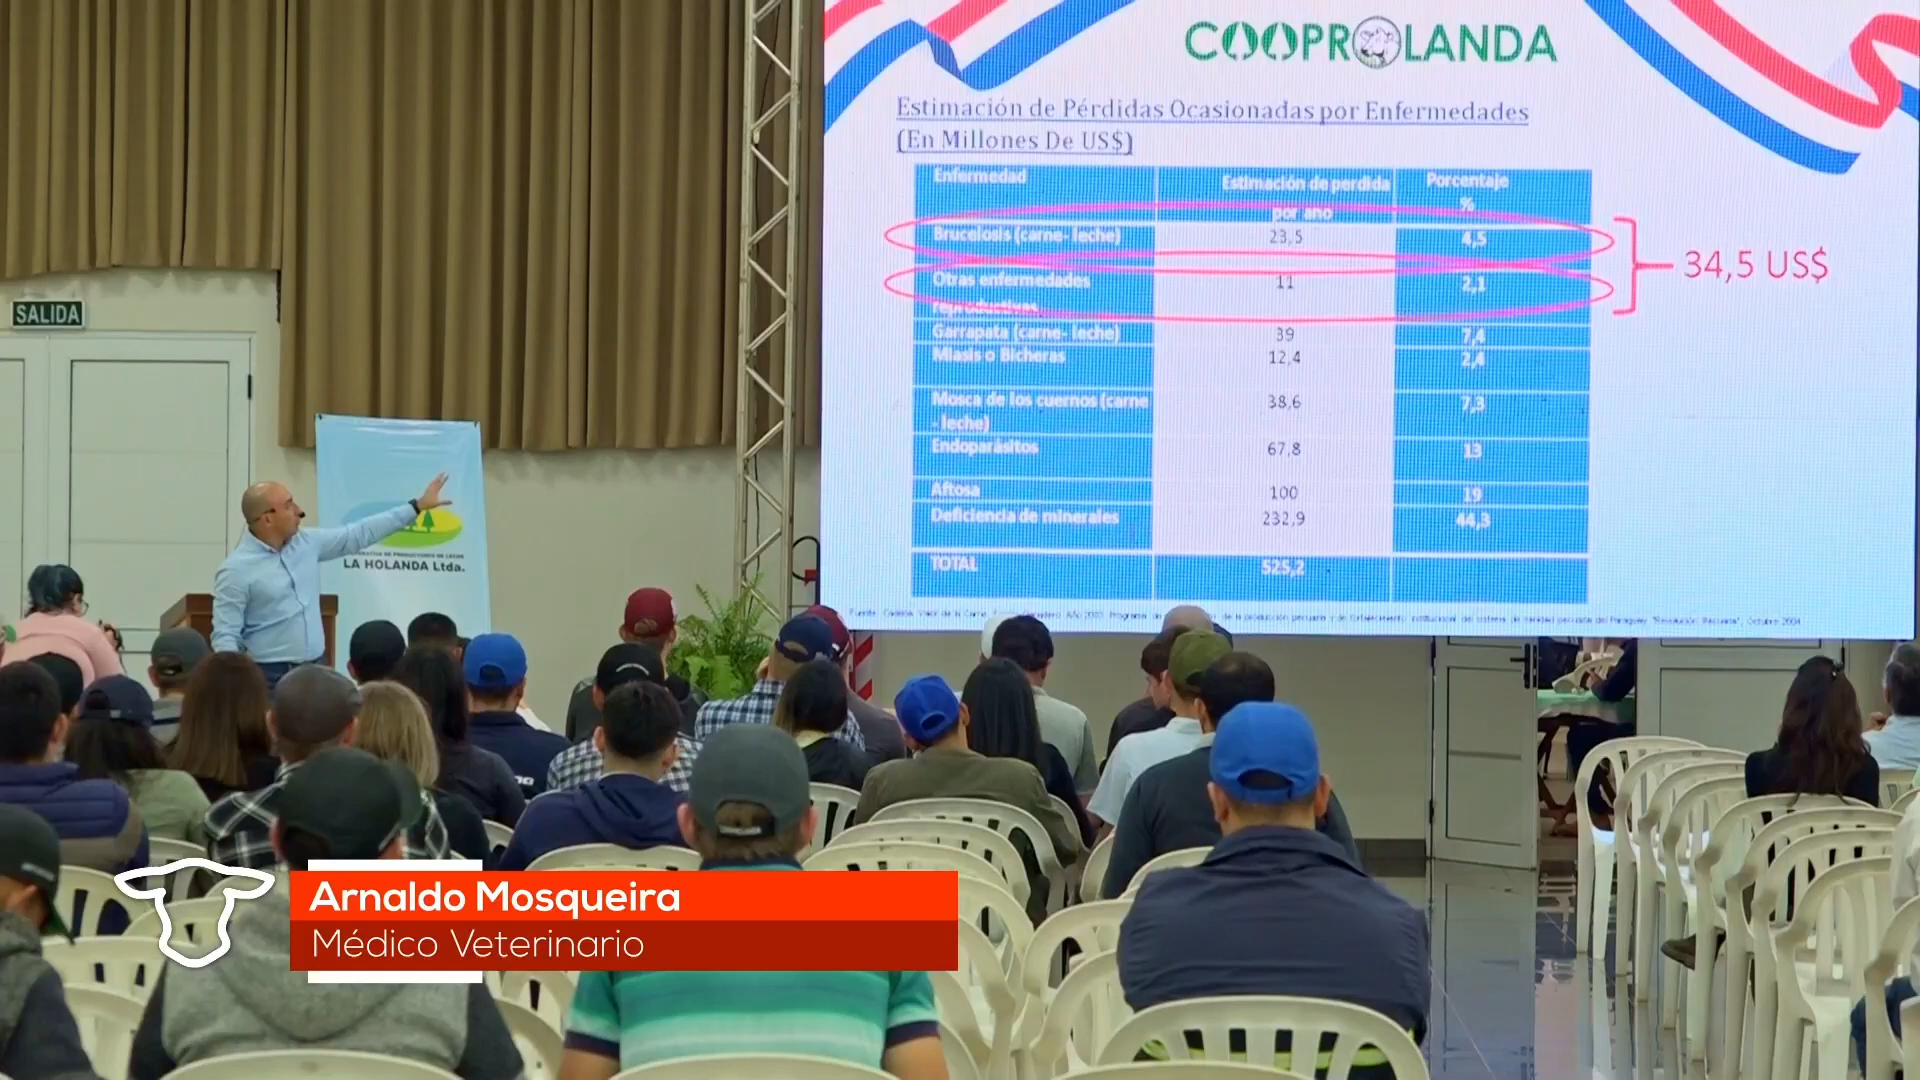 COOPROLANDA
Estimación de Pérdidas Ocasionadas por Enfermedades
(En Millones De US$)
Enfermedad Estimación de perdida por ano Porcentaje %
Brucelosis (carne- leche) 23,5 4,5
Otras enfermedades reproductivas 11 2,1
Garrapata (carne- leche) 39 7,4
Miasis o Bicheras 12,4 2,4
Mosca de los cuernos (carne - leche) 38,6 7,3
Endoparásitos 67,8 13
Aftosa 100 19
Deficiencia de minerales 232,9 44,3
TOTAL 525,2
34,5 US$
SALIDA
LA HOLANDA Ltda.
Arnaldo Mosqueira
Médico Veterinario